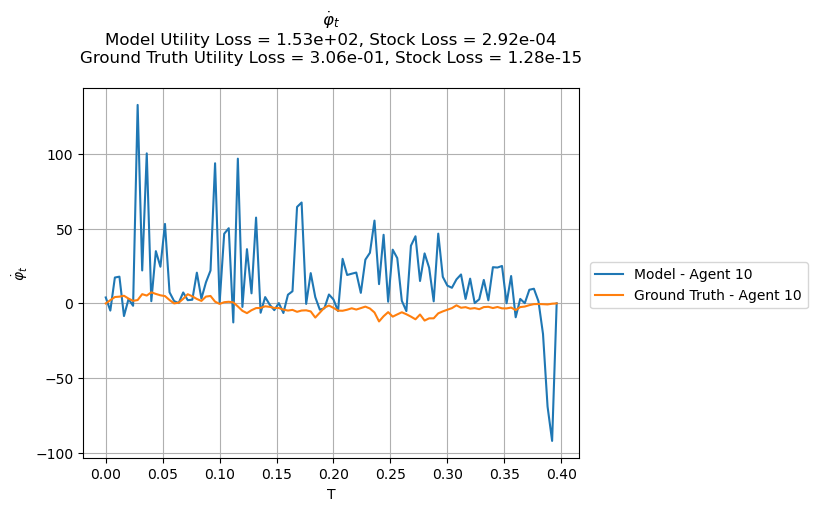 φ̇ₜ
Model Utility Loss = 1.53e+02, Stock Loss = 2.92e-04
Ground Truth Utility Loss = 3.06e-01, Stock Loss = 1.28e-15
100
50
0
−50
−100
φ̇ₜ
0.00 0.05 0.10 0.15 0.20 0.25 0.30 0.35 0.40
T
Model - Agent 10
Ground Truth - Agent 10